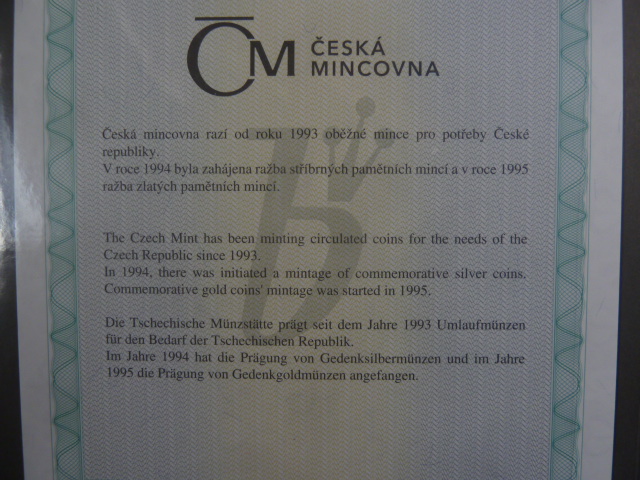 ČM ČESKÁ
MINCOVNA
Česká mincovna razí od roku 1993 oběžné mince pro potřeby České
republiky.
V roce 1994 byla zahájena ražba stříbrných pamětních mincí a v roce 1995
ražba zlatých pamětních mincí.
The Czech Mint has been minting circulated coins for the needs of the
Czech Republic since 1993.
In 1994, there was initiated a mintage of commemorative silver coins.
Commemorative gold coins' mintage was started in 1995.
Die Tschechische Münzstätte prägt seit dem Jahre 1993 Umlaufmünzen
für den Bedarf der Tschechischen Republik.
Im Jahre 1994 hat die Prägung von Gedenksilbermünzen und im Jahre
1995 die Prägung von Gedenkgoldmünzen angefangen.